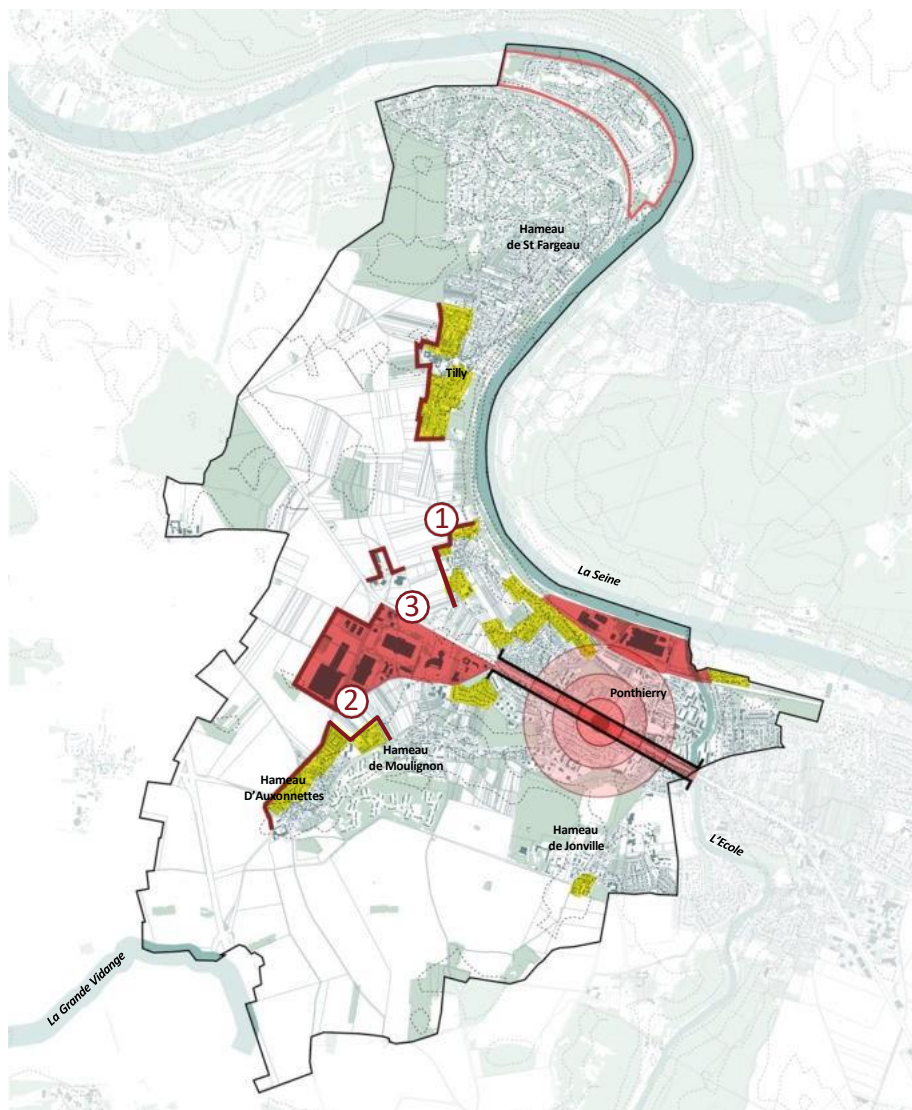 Hameau
de St Fargeau
Tilly
1
La Seine
3
Ponthierry
2
Hameau
de Moulignon
Hameau
D'Auxonnettes
Hameau
de Jonville
L'Ecole
La Grande Vidange